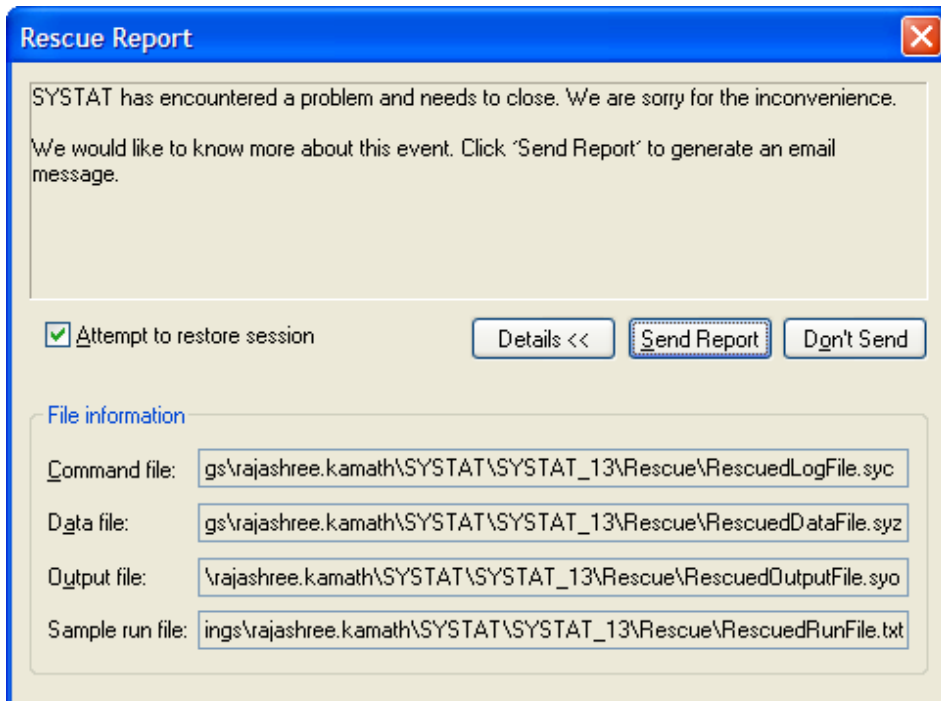 Rescue Report
SYSTAT has encountered a problem and needs to close. We are sorry for the inconvenience.
We would like to know more about this event. Click 'Send Report' to generate an email
message.
Attempt to restore session
Details <<
Send Report
Don't Send
File information
Command file: gs\rajashree.kamath\SYSTAT\SYSTAT_13\Rescue\RescuedLogFile.syc
Data file: gs\rajashree.kamath\SYSTAT\SYSTAT_13\Rescue\RescuedDataFile.syz
Output file: \rajashree.kamath\SYSTAT\SYSTAT_13\Rescue\RescuedOutputFile.syo
Sample run file: ings\rajashree.kamath\SYSTAT\SYSTAT_13\Rescue\RescuedRunFile.txt